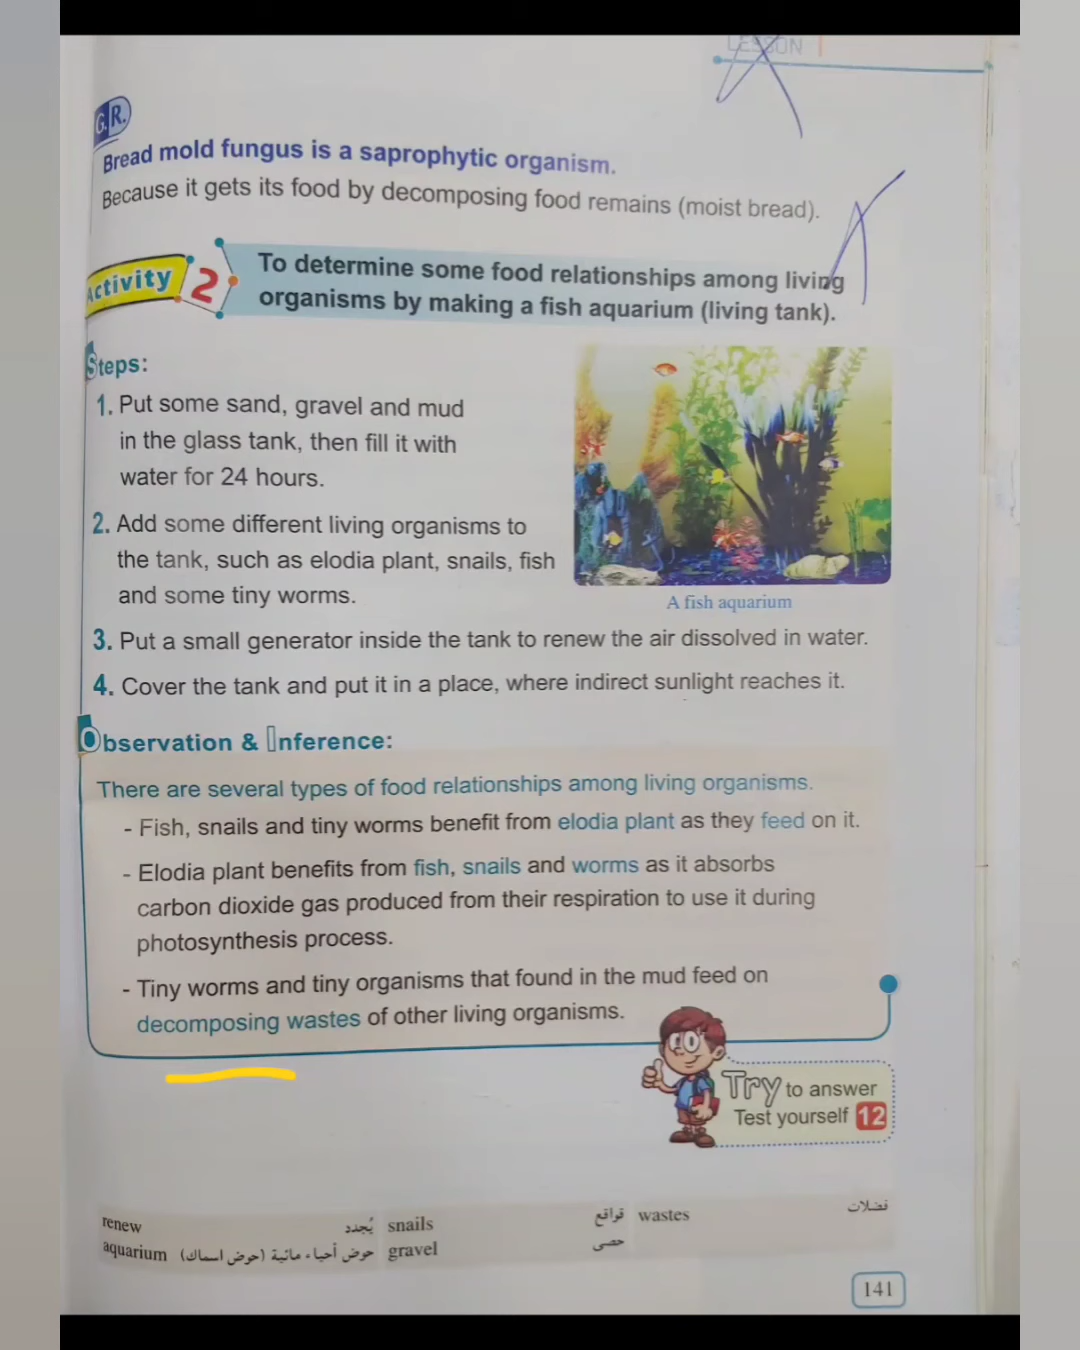 LESSON
G.R.
Bread mold fungus is a saprophytic organism.
Because it gets its food by decomposing food remains (moist bread).
Activity 2
To determine some food relationships among living
organisms by making a fish aquarium (living tank).
Steps:
1. Put some sand, gravel and mud
in the glass tank, then fill it with
water for 24 hours.
2. Add some different living organisms to
the tank, such as elodia plant, snails, fish
and some tiny worms.
A fish aquarium
3. Put a small generator inside the tank to renew the air dissolved in water.
4. Cover the tank and put it in a place, where indirect sunlight reaches it.
Observation & Inference:
There are several types of food relationships among living organisms.
- Fish, snails and tiny worms benefit from elodia plant as they feed on it.
- Elodia plant benefits from fish, snails and worms as it absorbs
carbon dioxide gas produced from their respiration to use it during
photosynthesis process.
- Tiny worms and tiny organisms that found in the mud feed on
decomposing wastes of other living organisms.
Try to answer
Test yourself 12
renew يُجدد snails قواقع wastes فضلات
aquarium حوض أحياء مائية (حوض اسماك) gravel حصى
141